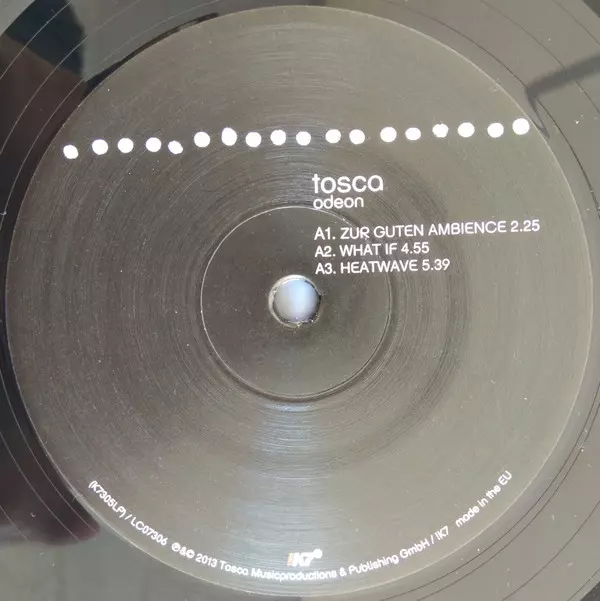 tosca
odeon
A1. ZUR GUTEN AMBIENCE 2.25
A2. WHAT IF 4.55
A3. HEATWAVE 5.39
!K7®
(K7305LP) / LC07306 ℗&© 2013 Tosca Musicproductions & Publishing GmbH / !K7 made in the EU